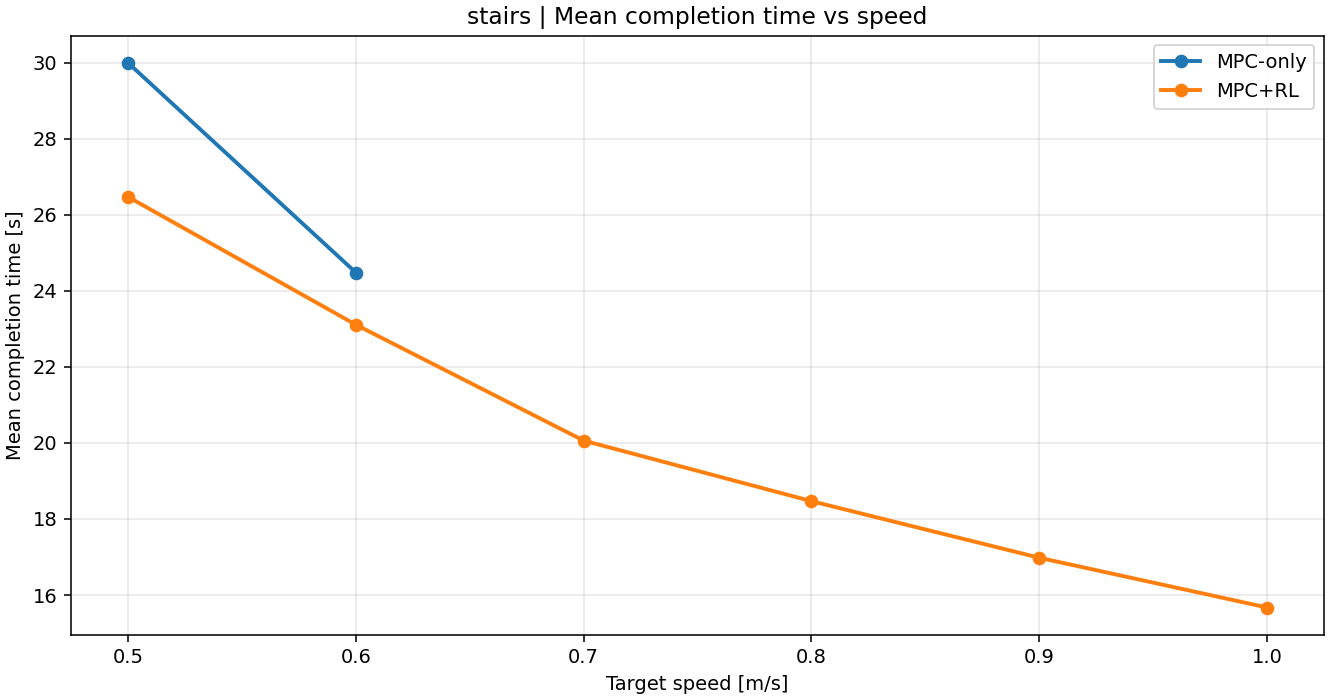 stairs | Mean completion time vs speed
MPC-only
MPC+RL
Mean completion time [s]
30
28
26
24
22
20
18
16
0.5 0.6 0.7 0.8 0.9 1.0
Target speed [m/s]